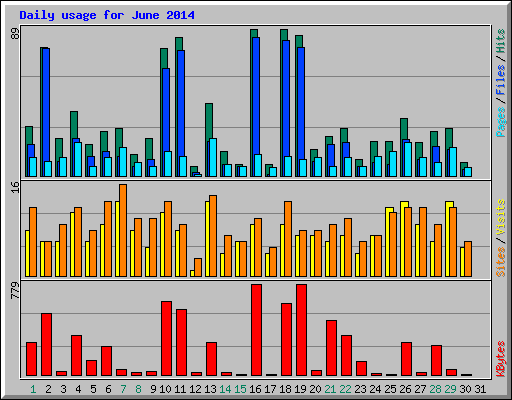 Daily usage for June 2014
89
Pages / Files / Hits
16
Sites / Visits
779
KBytes
1 2 3 4 5 6 7 8 9 10 11 12 13 14 15 16 17 18 19 20 21 22 23 24 25 26 27 28 29 30 31